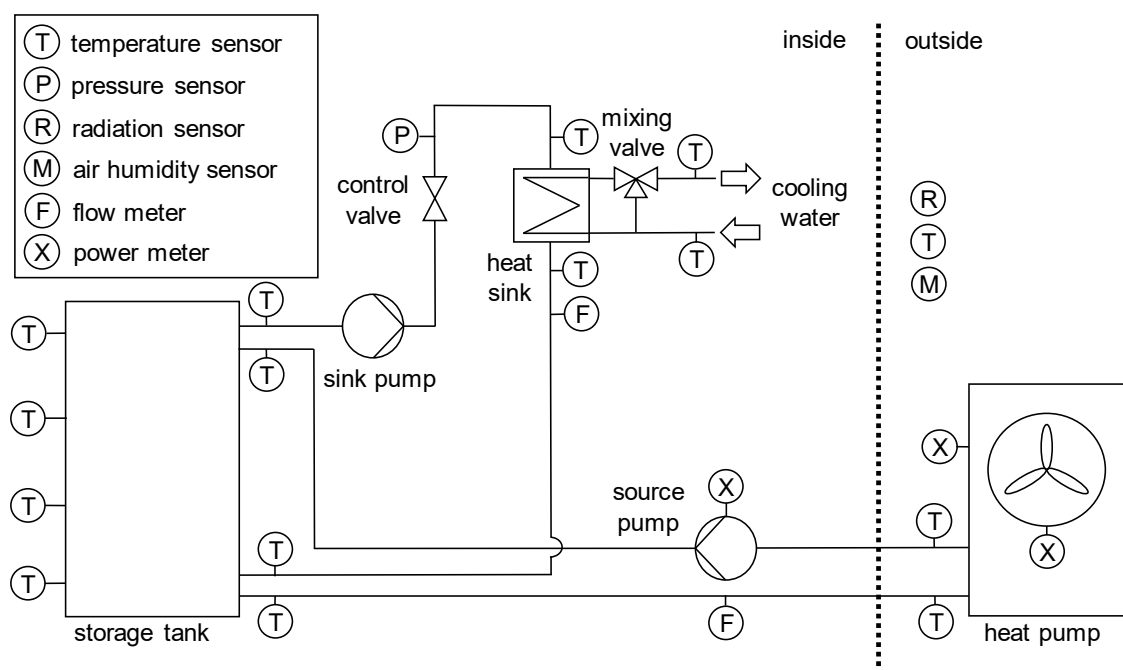 T temperature sensor
P pressure sensor
R radiation sensor
M air humidity sensor
F flow meter
X power meter
inside
outside
P
T
mixing
valve
T
control
valve
cooling
water
R
T
M
heat
sink
T
T
F
T
T
T
sink pump
T
T
T
T
source
pump
X
X
X
T
T
T
F
T
storage tank
heat pump